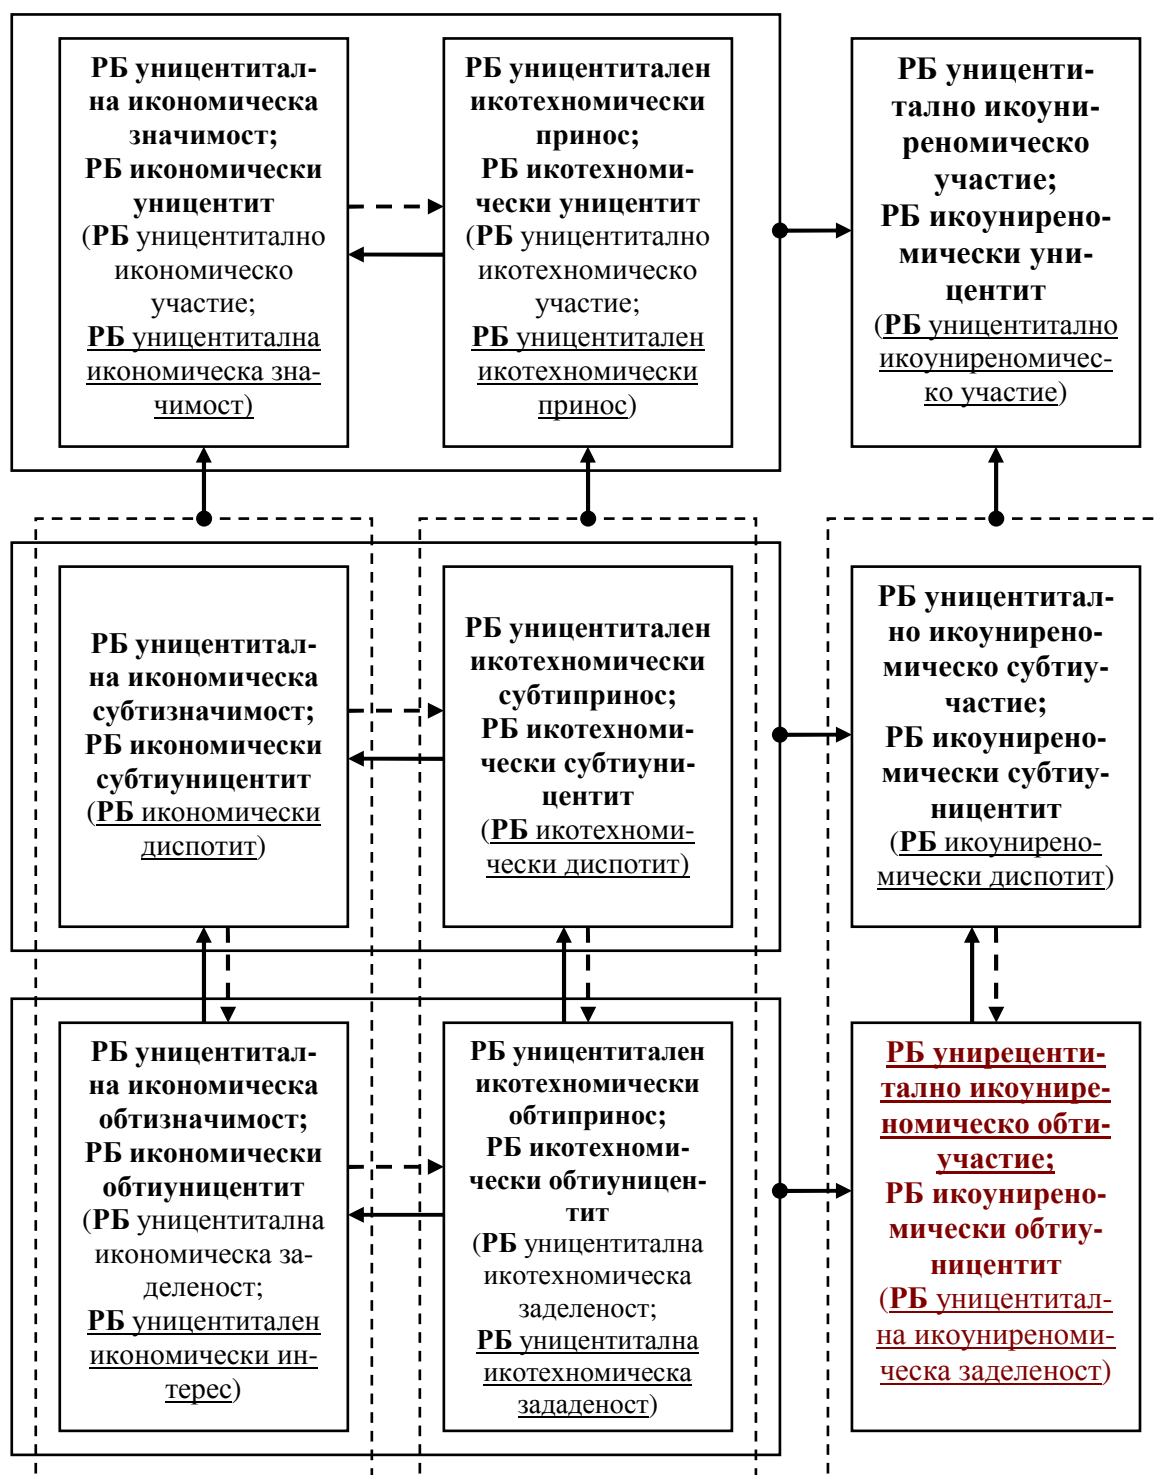 РБ уницентитал-
на икономическа
значимост;
РБ икономически
уницентит
(РБ уницентитално
икономическо
участие;
РБ уницентитална
икономическа зна-
чимост)
РБ уницентитален
икотехномически
принос;
РБ икотехноми-
чески уницентит
(РБ уницентитално
икотехномическо
участие;
РБ уницентитален
икотехномически
принос)
РБ униценти-
тално икоуни-
реномическо
участие;
РБ икоунирено-
мически уни-
центит
(РБ уницентитално
икоуниреномичес-
ко участие)
РБ уницентитал-
на икономическа
субтизначимост;
РБ икономически
субтиуницентит
(РБ икономически
диспотит)
РБ уницентитален
икотехномически
субтипринос;
РБ икотехноми-
чески субтиуни-
центит
(РБ икотехноми-
чески диспотит)
РБ уницентитал-
но икоунирено-
мическо субтиу-
частие;
РБ икоунирено-
мически субтиу-
ницентит
(РБ икоунирено-
мически диспотит)
РБ уницентитал-
на икономическа
обтизначимост;
РБ икономически
обтиуницентит
(РБ уницентитална
икономическа за-
деленост;
РБ уницентитален
икономически ин-
терес)
РБ уницентитален
икотехномически
обтипринос;
РБ икотехноми-
чески обтиуницен-
тит
(РБ уницентитална
икотехномическа
заделеност;
РБ уницентитална
икотехномическа
зададеност)
РБ униреценти-
тално икоунире-
номическо обти-
участие;
РБ икоунирено-
мически обтиу-
ницентит
(РБ уницентитал-
на икоуниреноми-
ческа заделеност)